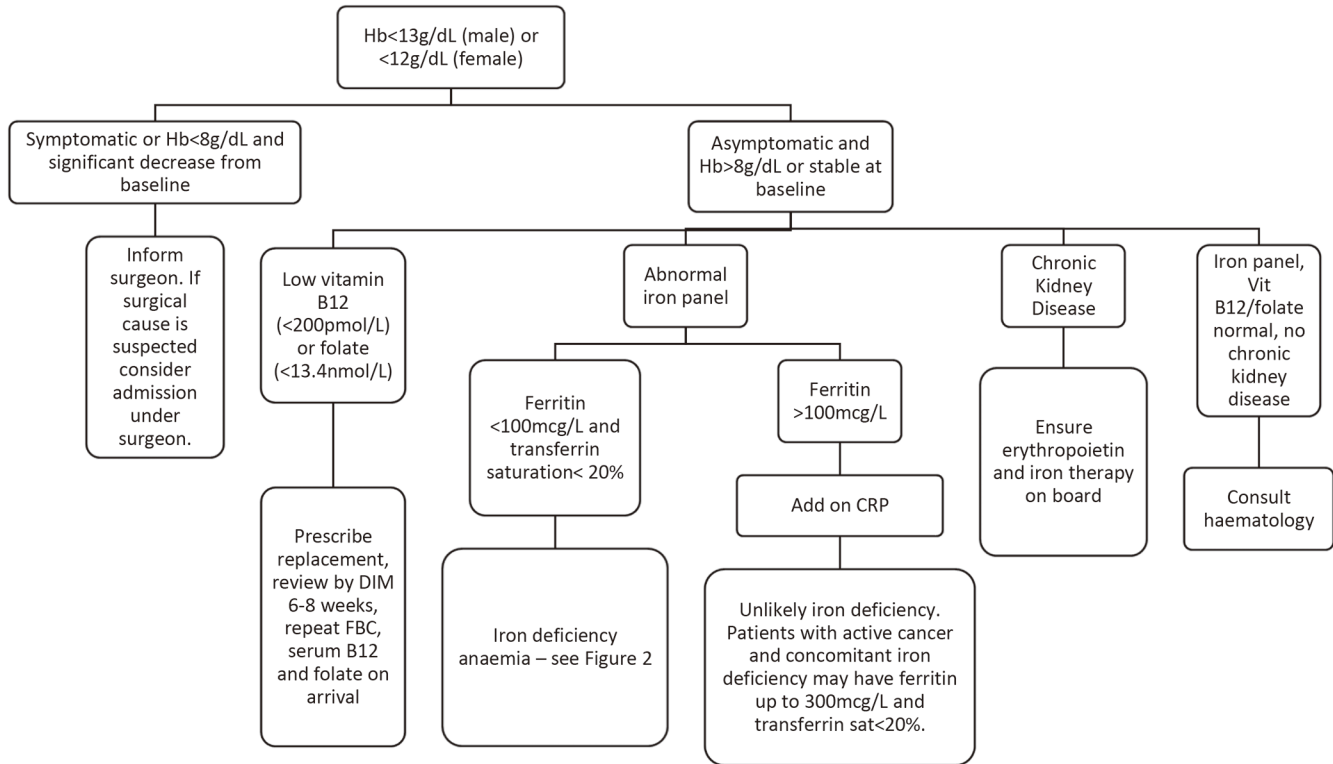 Hb<13g/dL (male) or
<12g/dL (female)
Symptomatic or Hb<8g/dL and
significant decrease from
baseline
Asymptomatic and
Hb>8g/dL or stable at
baseline
Inform
surgeon. If
surgical
cause is
suspected
consider
admission
under
surgeon.
Low vitamin
B12
(<200pmol/L)
or folate
(<13.4nmol/L)
Abnormal
iron panel
Chronic
Kidney
Disease
Iron panel,
Vit
B12/folate
normal, no
chronic
kidney
disease
Ferritin
<100mcg/L and
transferrin
saturation< 20%
Ferritin
>100mcg/L
Ensure
erythropoietin
and iron therapy
on board
Consult
haematology
Add on CRP
Prescribe
replacement,
review by DIM
6-8 weeks,
repeat FBC,
serum B12
and folate on
arrival
Iron deficiency
anaemia – see Figure 2
Unlikely iron deficiency.
Patients with active cancer
and concomitant iron
deficiency may have ferritin
up to 300mcg/L and
transferrin sat<20%.